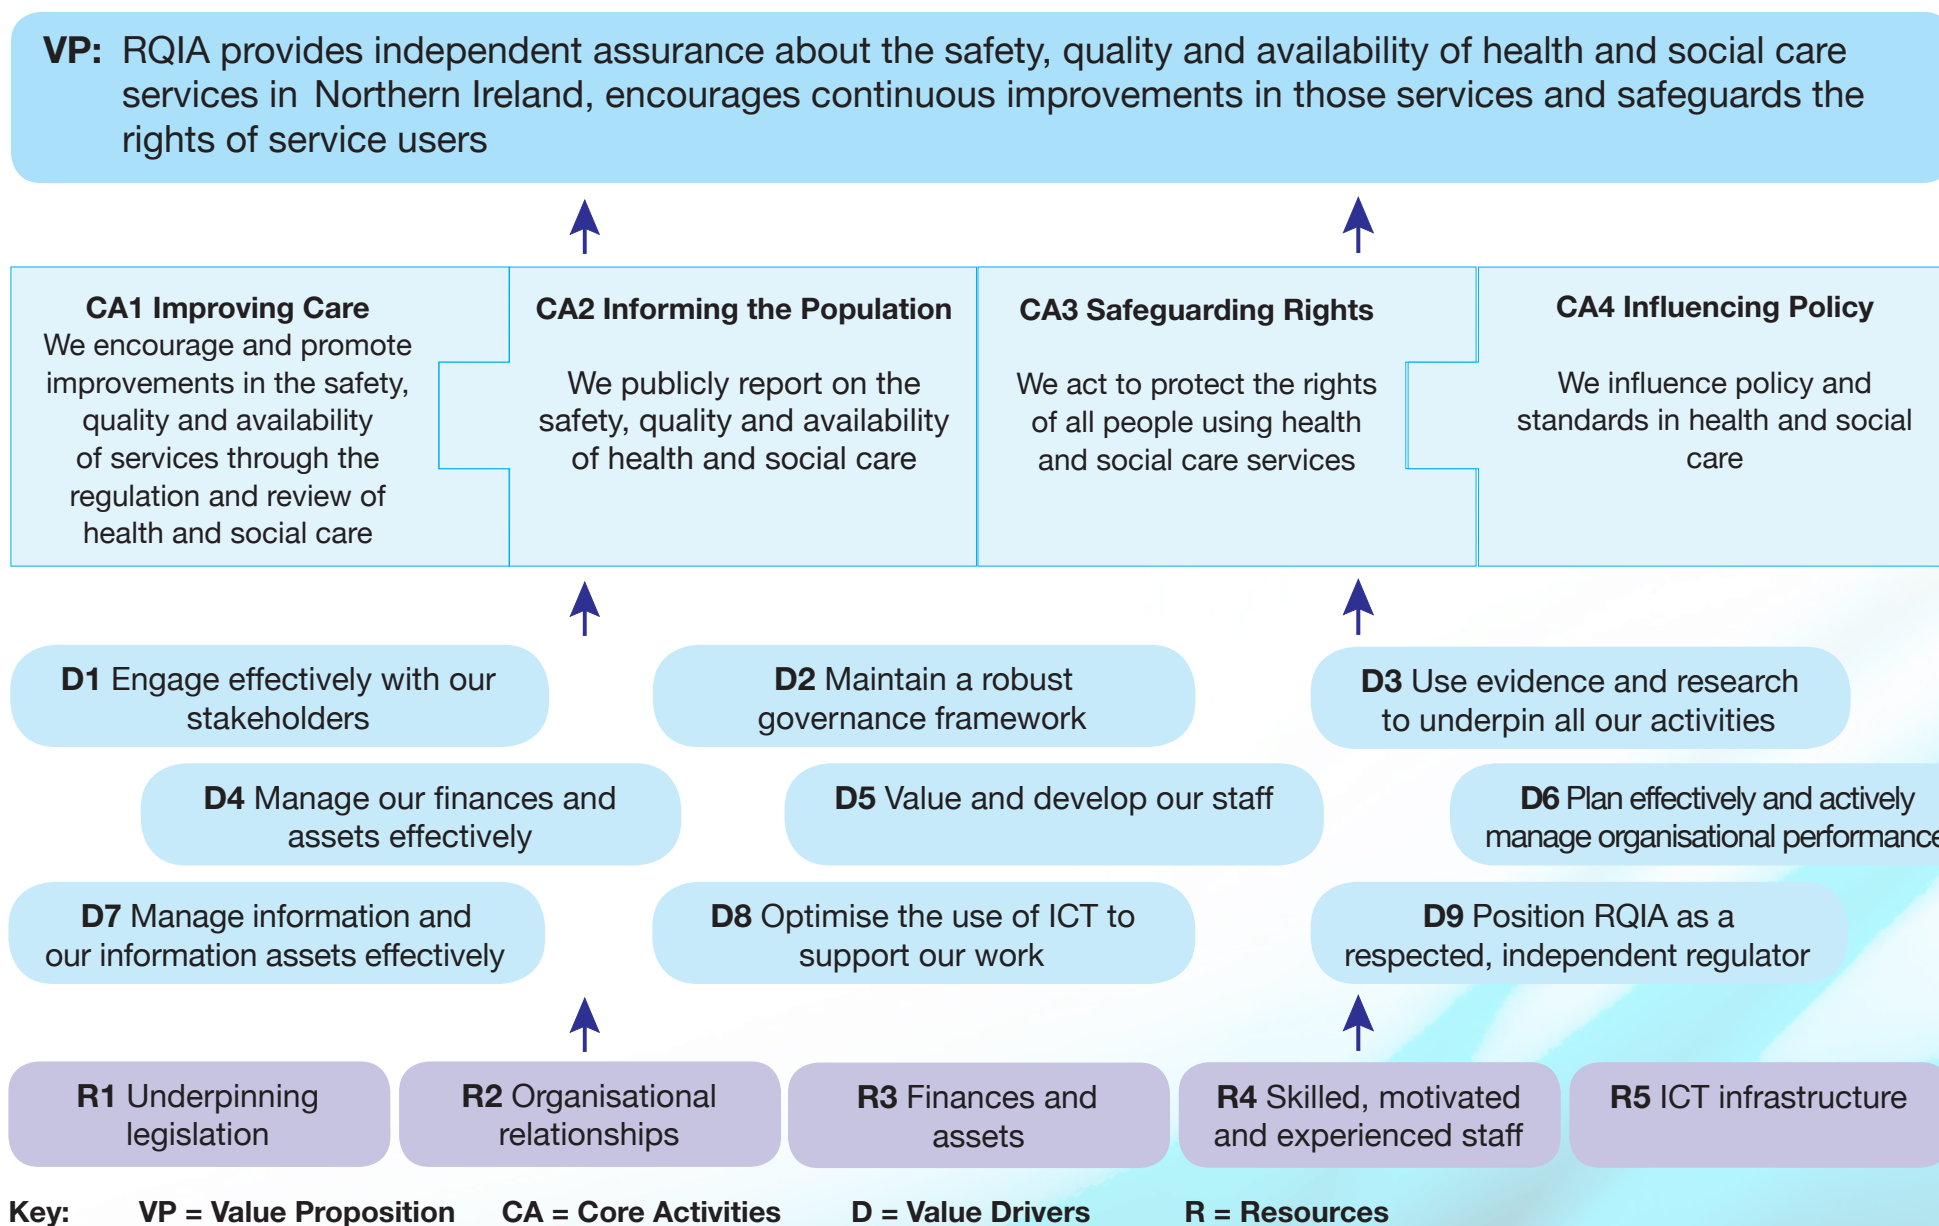 VP: RQIA provides independent assurance about the safety, quality and availability of health and social care
services in Northern Ireland, encourages continuous improvements in those services and safeguards the
rights of service users
CA1 Improving Care
We encourage and promote
improvements in the safety,
quality and availability
of services through the
regulation and review of
health and social care
CA2 Informing the Population
We publicly report on the
safety, quality and availability
of health and social care
CA3 Safeguarding Rights
We act to protect the rights
of all people using health
and social care services
CA4 Influencing Policy
We influence policy and
standards in health and social
care
D1 Engage effectively with our
stakeholders
D2 Maintain a robust
governance framework
D3 Use evidence and research
to underpin all our activities
D4 Manage our finances and
assets effectively
D5 Value and develop our staff
D6 Plan effectively and actively
manage organisational performance
D7 Manage information and
our information assets effectively
D8 Optimise the use of ICT to
support our work
D9 Position RQIA as a
respected, independent regulator
R1 Underpinning
legislation
R2 Organisational
relationships
R3 Finances and
assets
R4 Skilled, motivated
and experienced staff
R5 ICT infrastructure
Key: VP = Value Proposition CA = Core Activities D = Value Drivers R = Resources